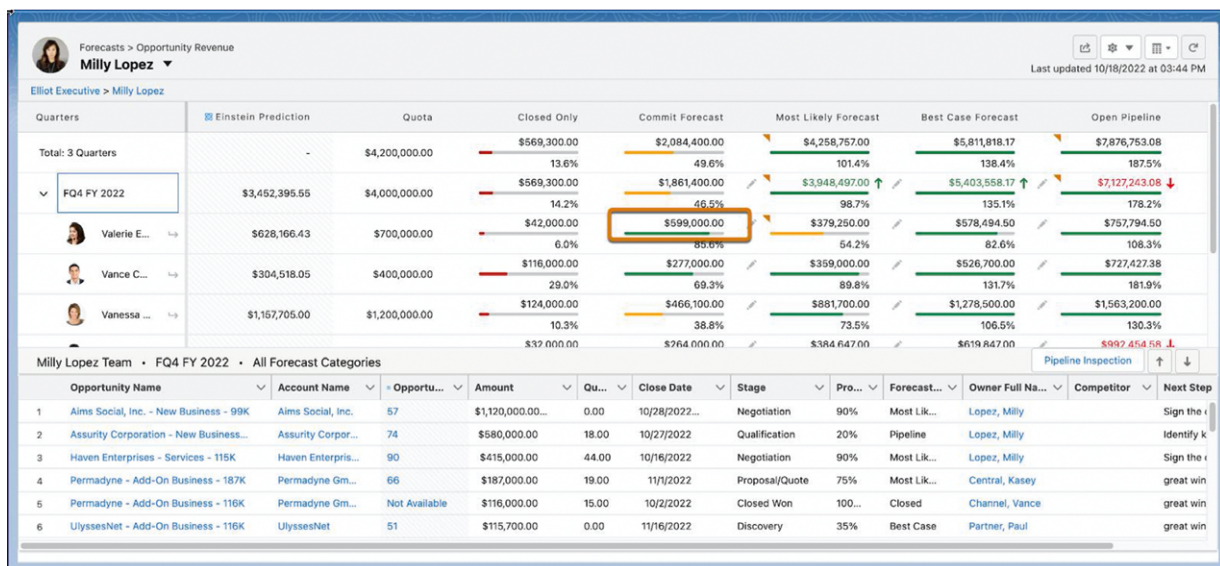 Forecasts > Opportunity Revenue
Milly Lopez
Last updated 10/18/2022 at 03:44 PM
Elliot Executive > Milly Lopez
Quarters Einstein Prediction Quota Closed Only Commit Forecast Most Likely Forecast Best Case Forecast Open Pipeline
Total: 3 Quarters - $4,200,000.00 $569,300.00 $2,084,400.00 $4,258,757.00 $5,811,818.17 $7,876,753.08
13.6% 49.6% 101.4% 138.4% 187.5%
FQ4 FY 2022 $3,452,395.55 $4,000,000.00 $569,300.00 $1,861,400.00 $3,948,497.00 $5,403,558.17 $7,127,243.08
14.2% 46.5% 98.7% 135.1% 178.2%
Valerie E... $628,166.43 $700,000.00 $42,000.00 $599,000.00 $379,250.00 $578,494.50 $757,794.50
6.0% 85.6% 54.2% 82.6% 108.3%
Vance C... $304,518.05 $400,000.00 $116,000.00 $277,000.00 $359,000.00 $526,700.00 $727,427.38
29.0% 69.3% 89.8% 131.7% 181.9%
Vanessa ... $1,157,705.00 $1,200,000.00 $124,000.00 $466,100.00 $881,700.00 $1,278,500.00 $1,563,200.00
10.3% 38.8% 73.5% 106.5% 130.3%
$32,000.00 $264,000.00 $384,647.00 $619,847.00 $992,454.58
Milly Lopez Team • FQ4 FY 2022 • All Forecast Categories Pipeline Inspection
Opportunity Name Account Name Opportu... Amount Qu... Close Date Stage Pro... Forecast... Owner Full Na... Competitor Next Step
1 Aims Social, Inc. - New Business - 99K Aims Social, Inc. 57 $1,120,000.00... 0.00 10/28/2022... Negotiation 90% Most Lik... Lopez, Milly Sign the
2 Assurity Corporation - New Business... Assurity Corpor... 74 $580,000.00 18.00 10/27/2022 Qualification 20% Pipeline Lopez, Milly Identify k
3 Haven Enterprises - Services - 115K Haven Enterpris... 90 $415,000.00 44.00 10/16/2022 Negotiation 90% Most Lik... Lopez, Milly Sign the
4 Permadyne - Add-On Business - 187K Permadyne Gm... 66 $187,000.00 19.00 11/1/2022 Proposal/Quote 75% Most Lik... Central, Kasey great win
5 Permadyne - Add-On Business - 116K Permadyne Gm... Not Available $116,000.00 15.00 10/2/2022 Closed Won 100... Closed Channel, Vance great win
6 UlyssesNet - Add-On Business - 116K UlyssesNet 51 $115,700.00 0.00 11/16/2022 Discovery 35% Best Case Partner, Paul great win